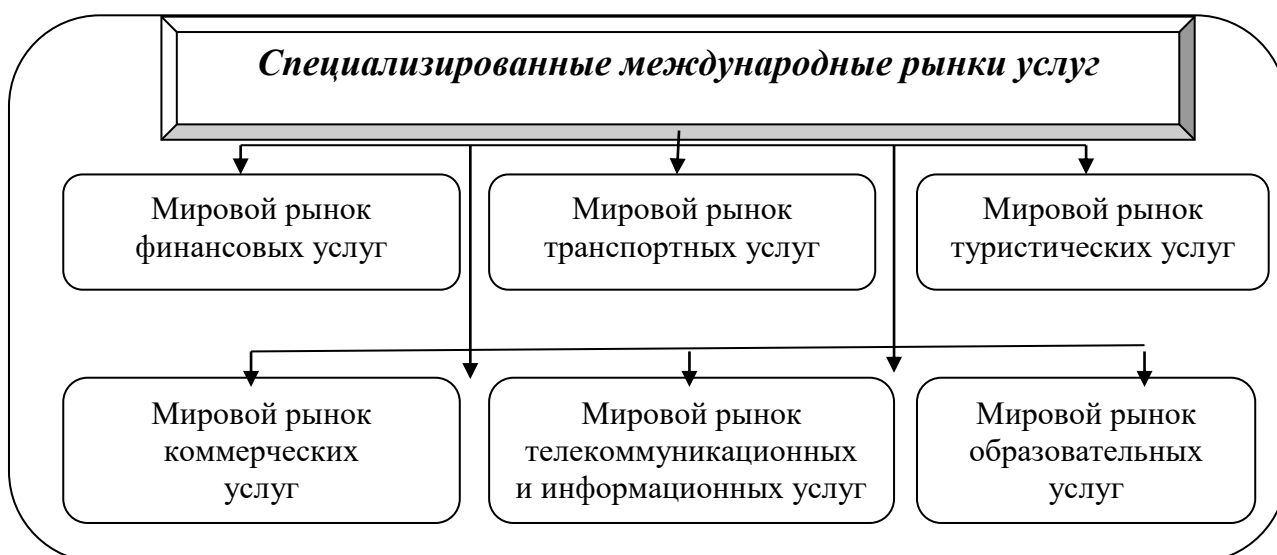 Специализированные международные рынки услуг
Мировой рынок
финансовых услуг
Мировой рынок
транспортных услуг
Мировой рынок
туристических услуг
Мировой рынок
коммерческих
услуг
Мировой рынок
телекоммуникационных
и информационных услуг
Мировой рынок
образовательных
услуг